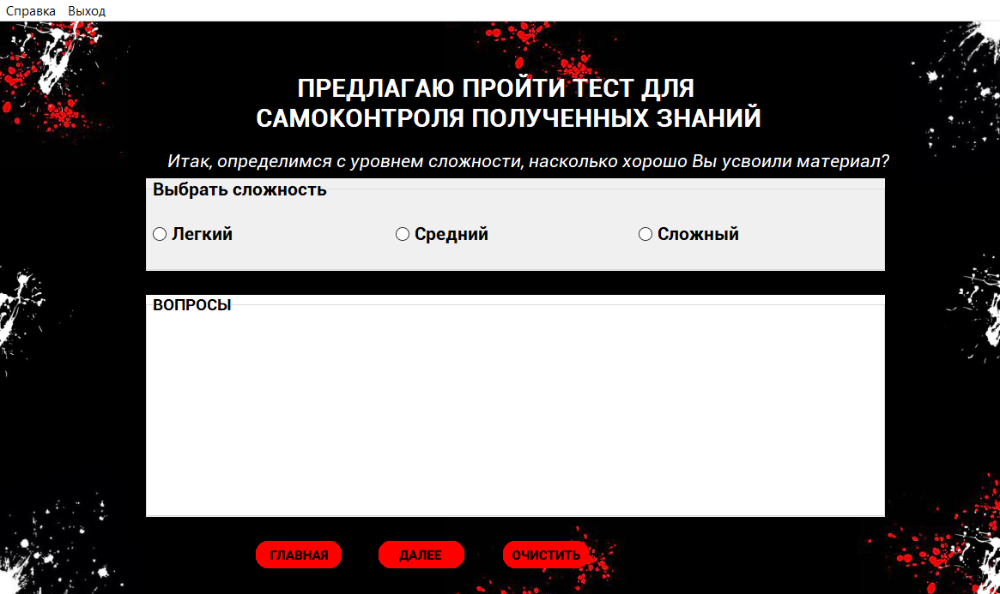 Справка Выход
ПРЕДЛАГАЮ ПРОЙТИ ТЕСТ ДЛЯ
САМОКОНТРОЛЯ ПОЛУЧЕННЫХ ЗНАНИЙ
Итак, определимся с уровнем сложности, насколько хорошо Вы усвоили материал?
Выбрать сложность
Легкий Средний Сложный
ВОПРОСЫ
ГЛАВНАЯ ДАЛЕЕ ОЧИСТИТЬ